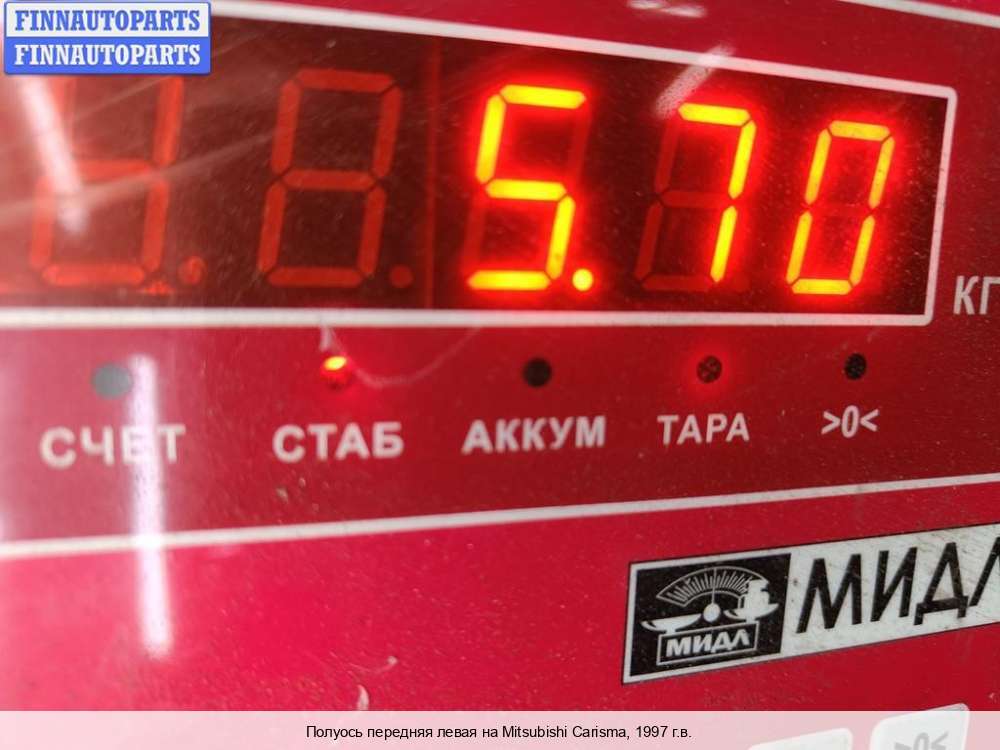 FINNAUTOPARTS
FINNAUTOPARTS
5.70
КГ
СЧЕТ СТАБ АККУМ ТАРА >0<
МИДЛ МИДЛ
Полуось передняя левая на Mitsubishi Carisma, 1997 г.в.